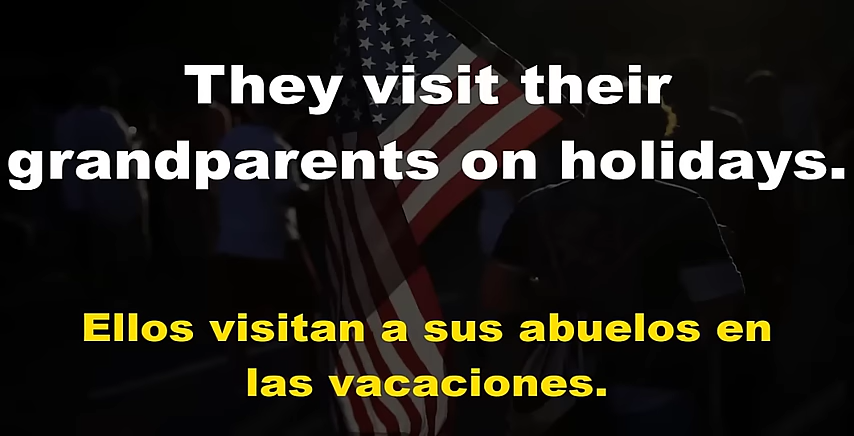 They visit their
grandparents on holidays.
Ellos visitan a sus abuelos en
las vacaciones.